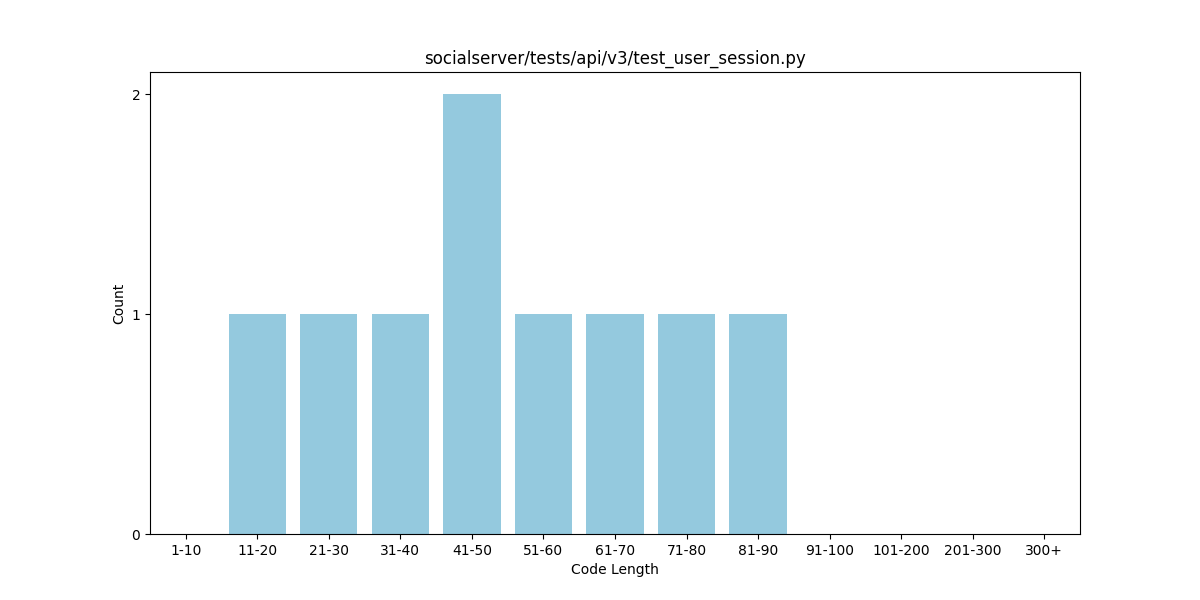 socialserver/tests/api/v3/test_user_session.py
2
1
0
Count
1-10 11-20 21-30 31-40 41-50 51-60 61-70 71-80 81-90 91-100 101-200 201-300 300+
Code Length